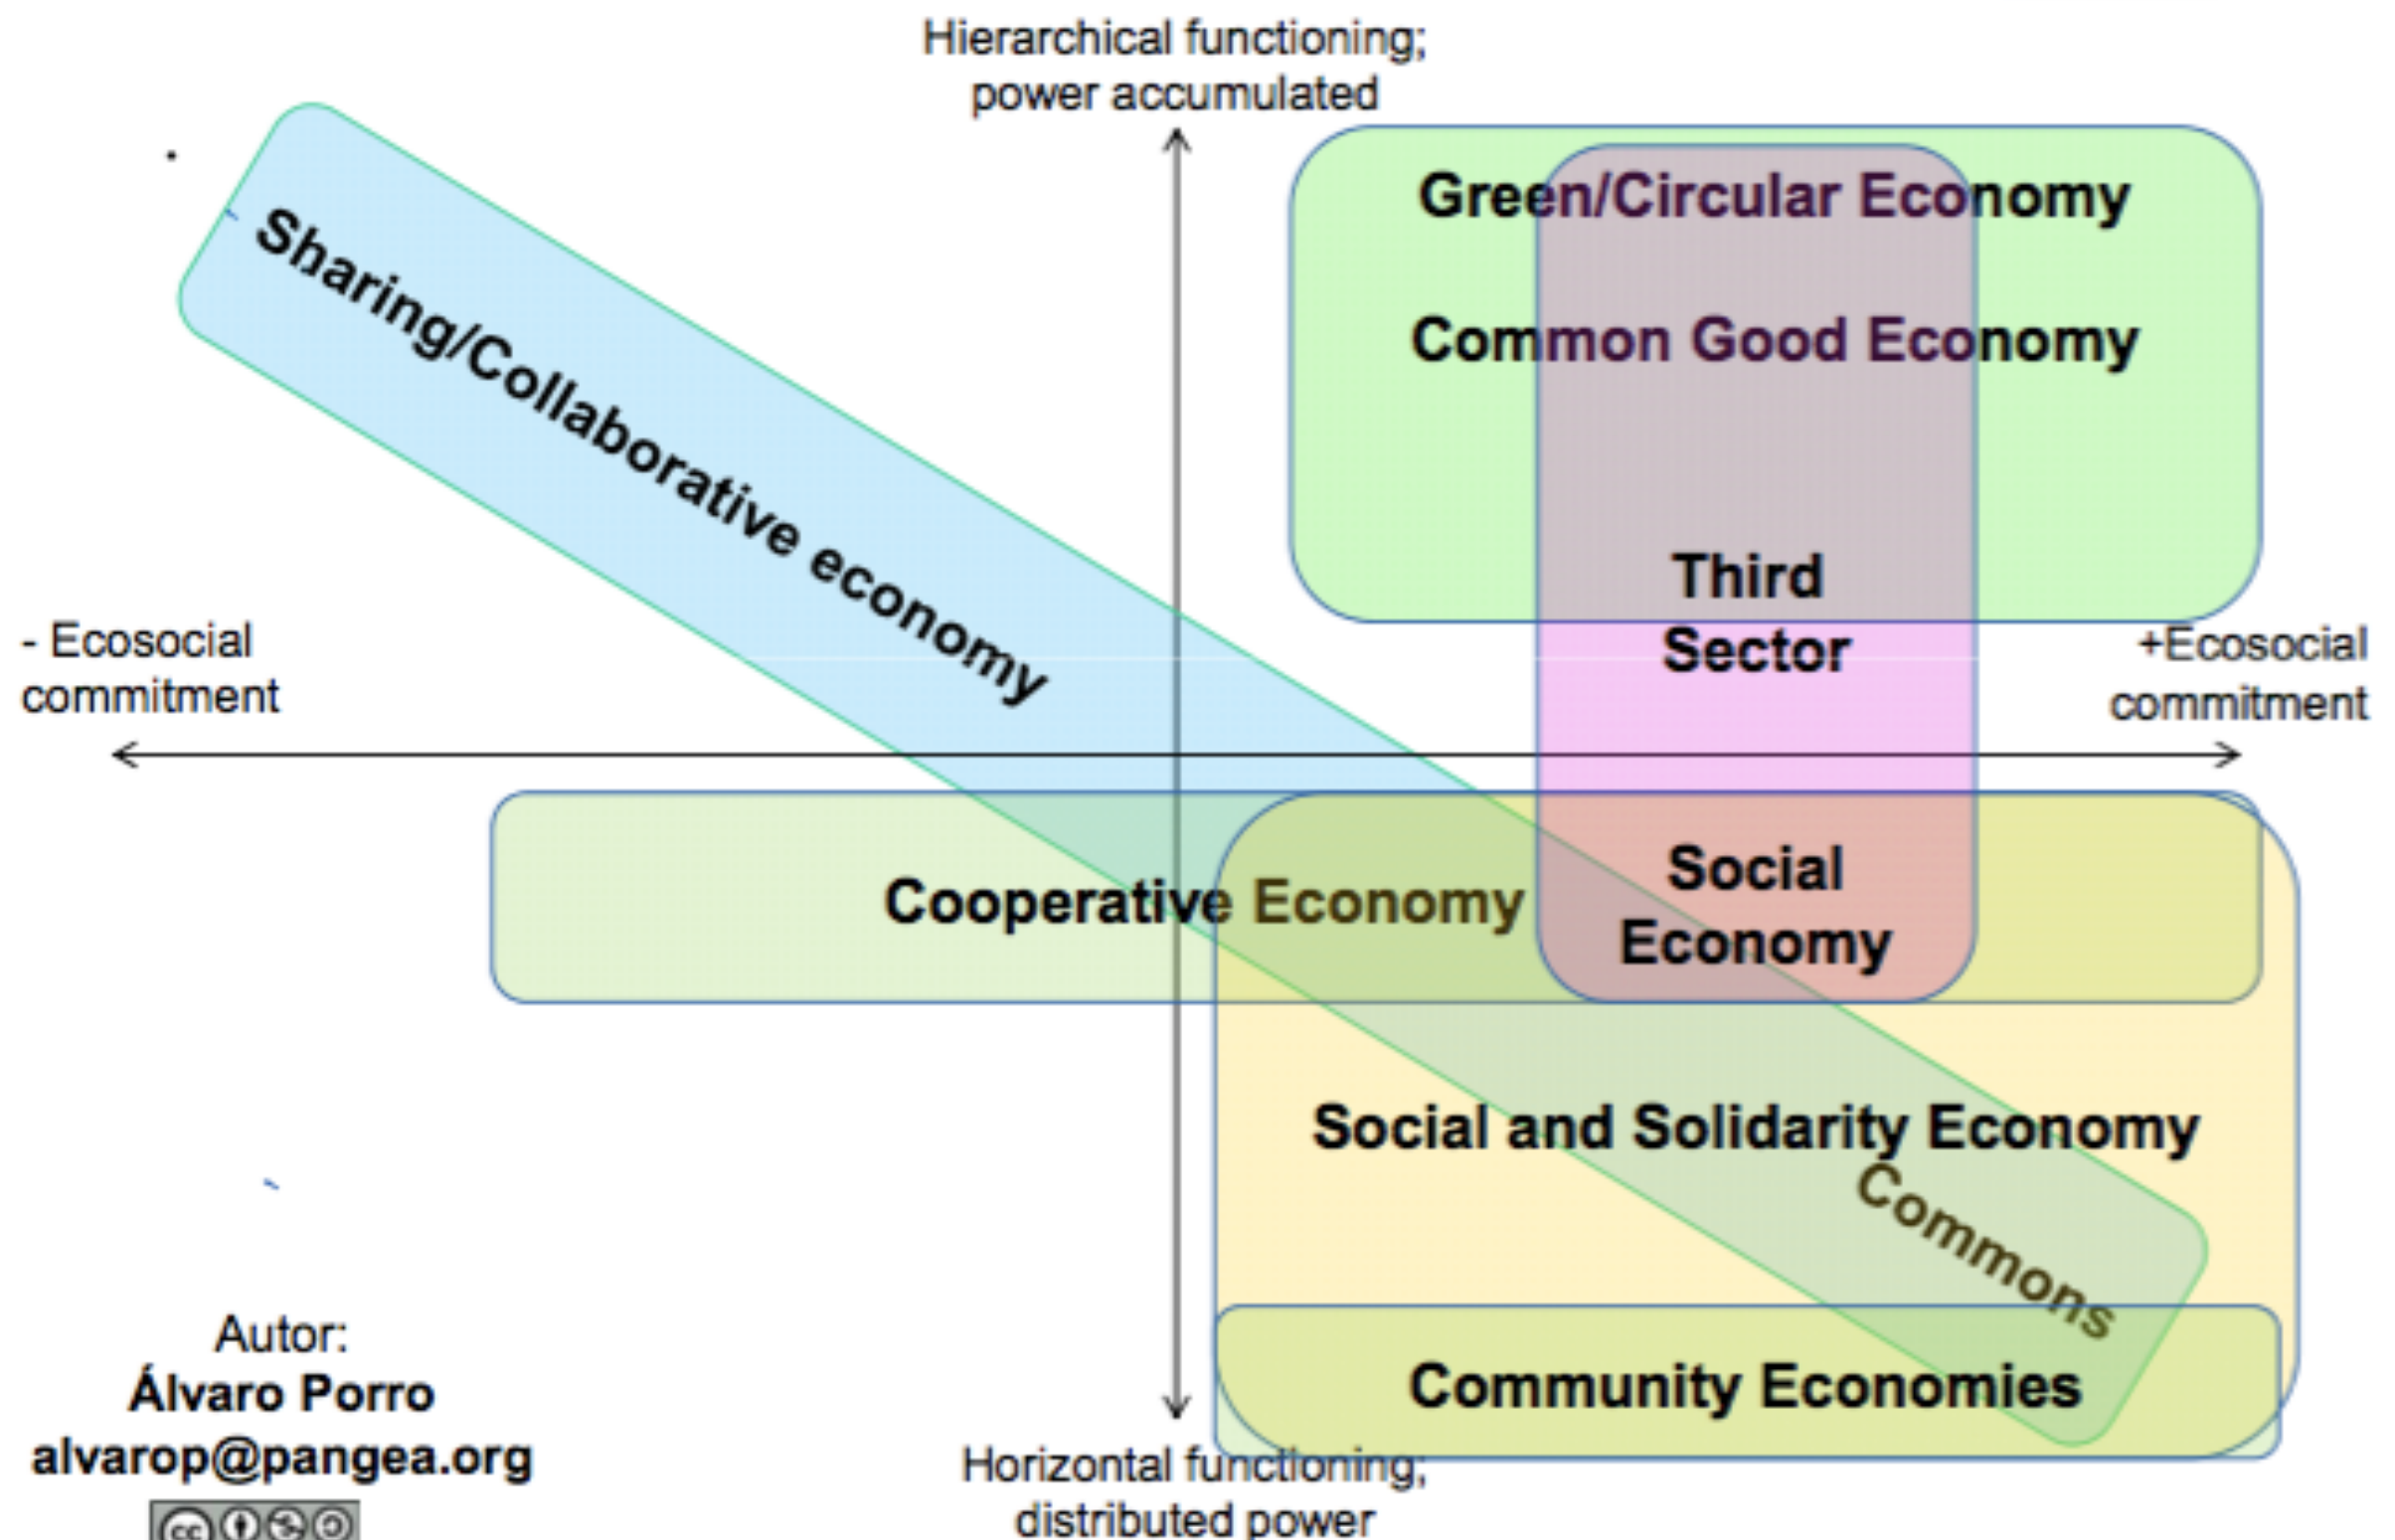 Hierarchical functioning;
power accumulated
Green/Circular Economy
Common Good Economy
Sharing/Collaborative economy
Third
Sector
- Ecosocial
commitment
+Ecosocial
commitment
Cooperative Economy
Social
Economy
Social and Solidarity Economy
Commons
Community Economies
Autor:
Álvaro Porro
alvarop@pangea.org
Horizontal functioning;
distributed power
cc